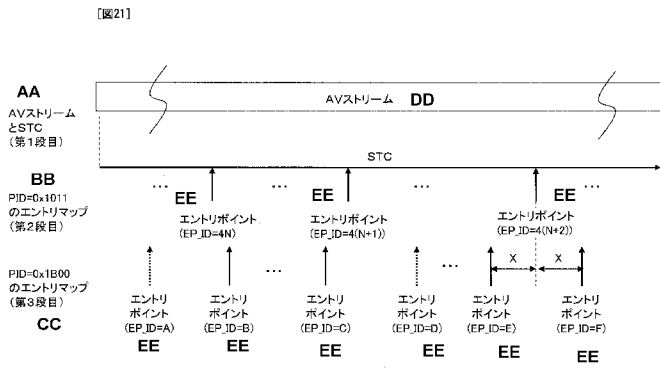 [図21]
AA
AVストリーム
とSTC
(第1段目)
AVストリーム DD
STC
BB
PID=0x1011
のエントリマップ
(第2段目)
… EE … EE … EE …
エントリポイント
(EP_ID=4N)
エントリポイント
(EP_ID=4(N+1))
エントリポイント
(EP_ID=4(N+2))
X X
PID=0x1B00
のエントリマップ
(第3段目)
CC
… …
エントリ
ポイント
(EP_ID=A)
EE
エントリ
ポイント
(EP_ID=B)
EE
エントリ
ポイント
(EP_ID=C)
EE
エントリ
ポイント
(EP_ID=D)
EE
エントリ
ポイント
(EP_ID=E)
EE
エントリ
ポイント
(EP_ID=F)
EE